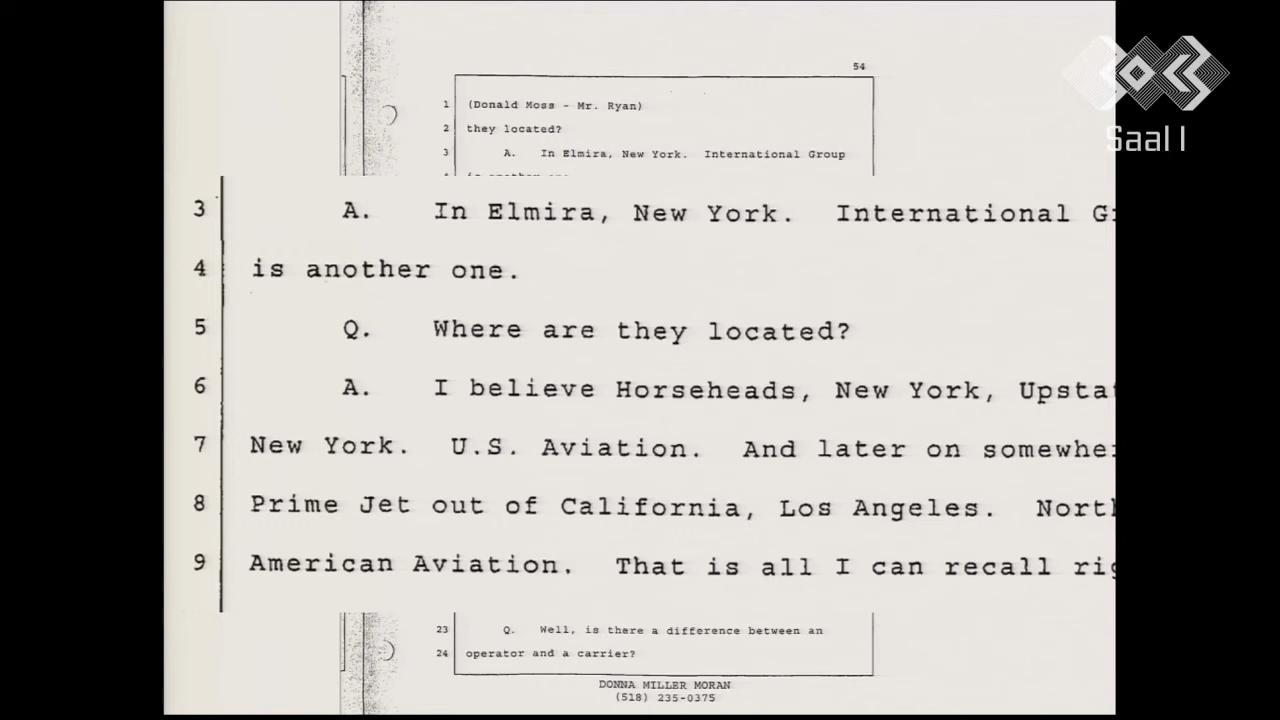 54
Saal 1
1 (Donald Moss - Mr. Ryan)
2 they located?
3 A. In Elmira, New York. International Group
3 A. In Elmira, New York. International
4 is another one.
5 Q. Where are they located?
6 A. I believe Horseheads, New York,
7 New York. U.S. Aviation. And later on
8 Prime Jet out of California, Los Angeles.
9 American Aviation. That is all I can recall
23 Q. Well, is there a difference between an
24 operator and a carrier?
DONNA MILLER MORAN
(518) 235-0375